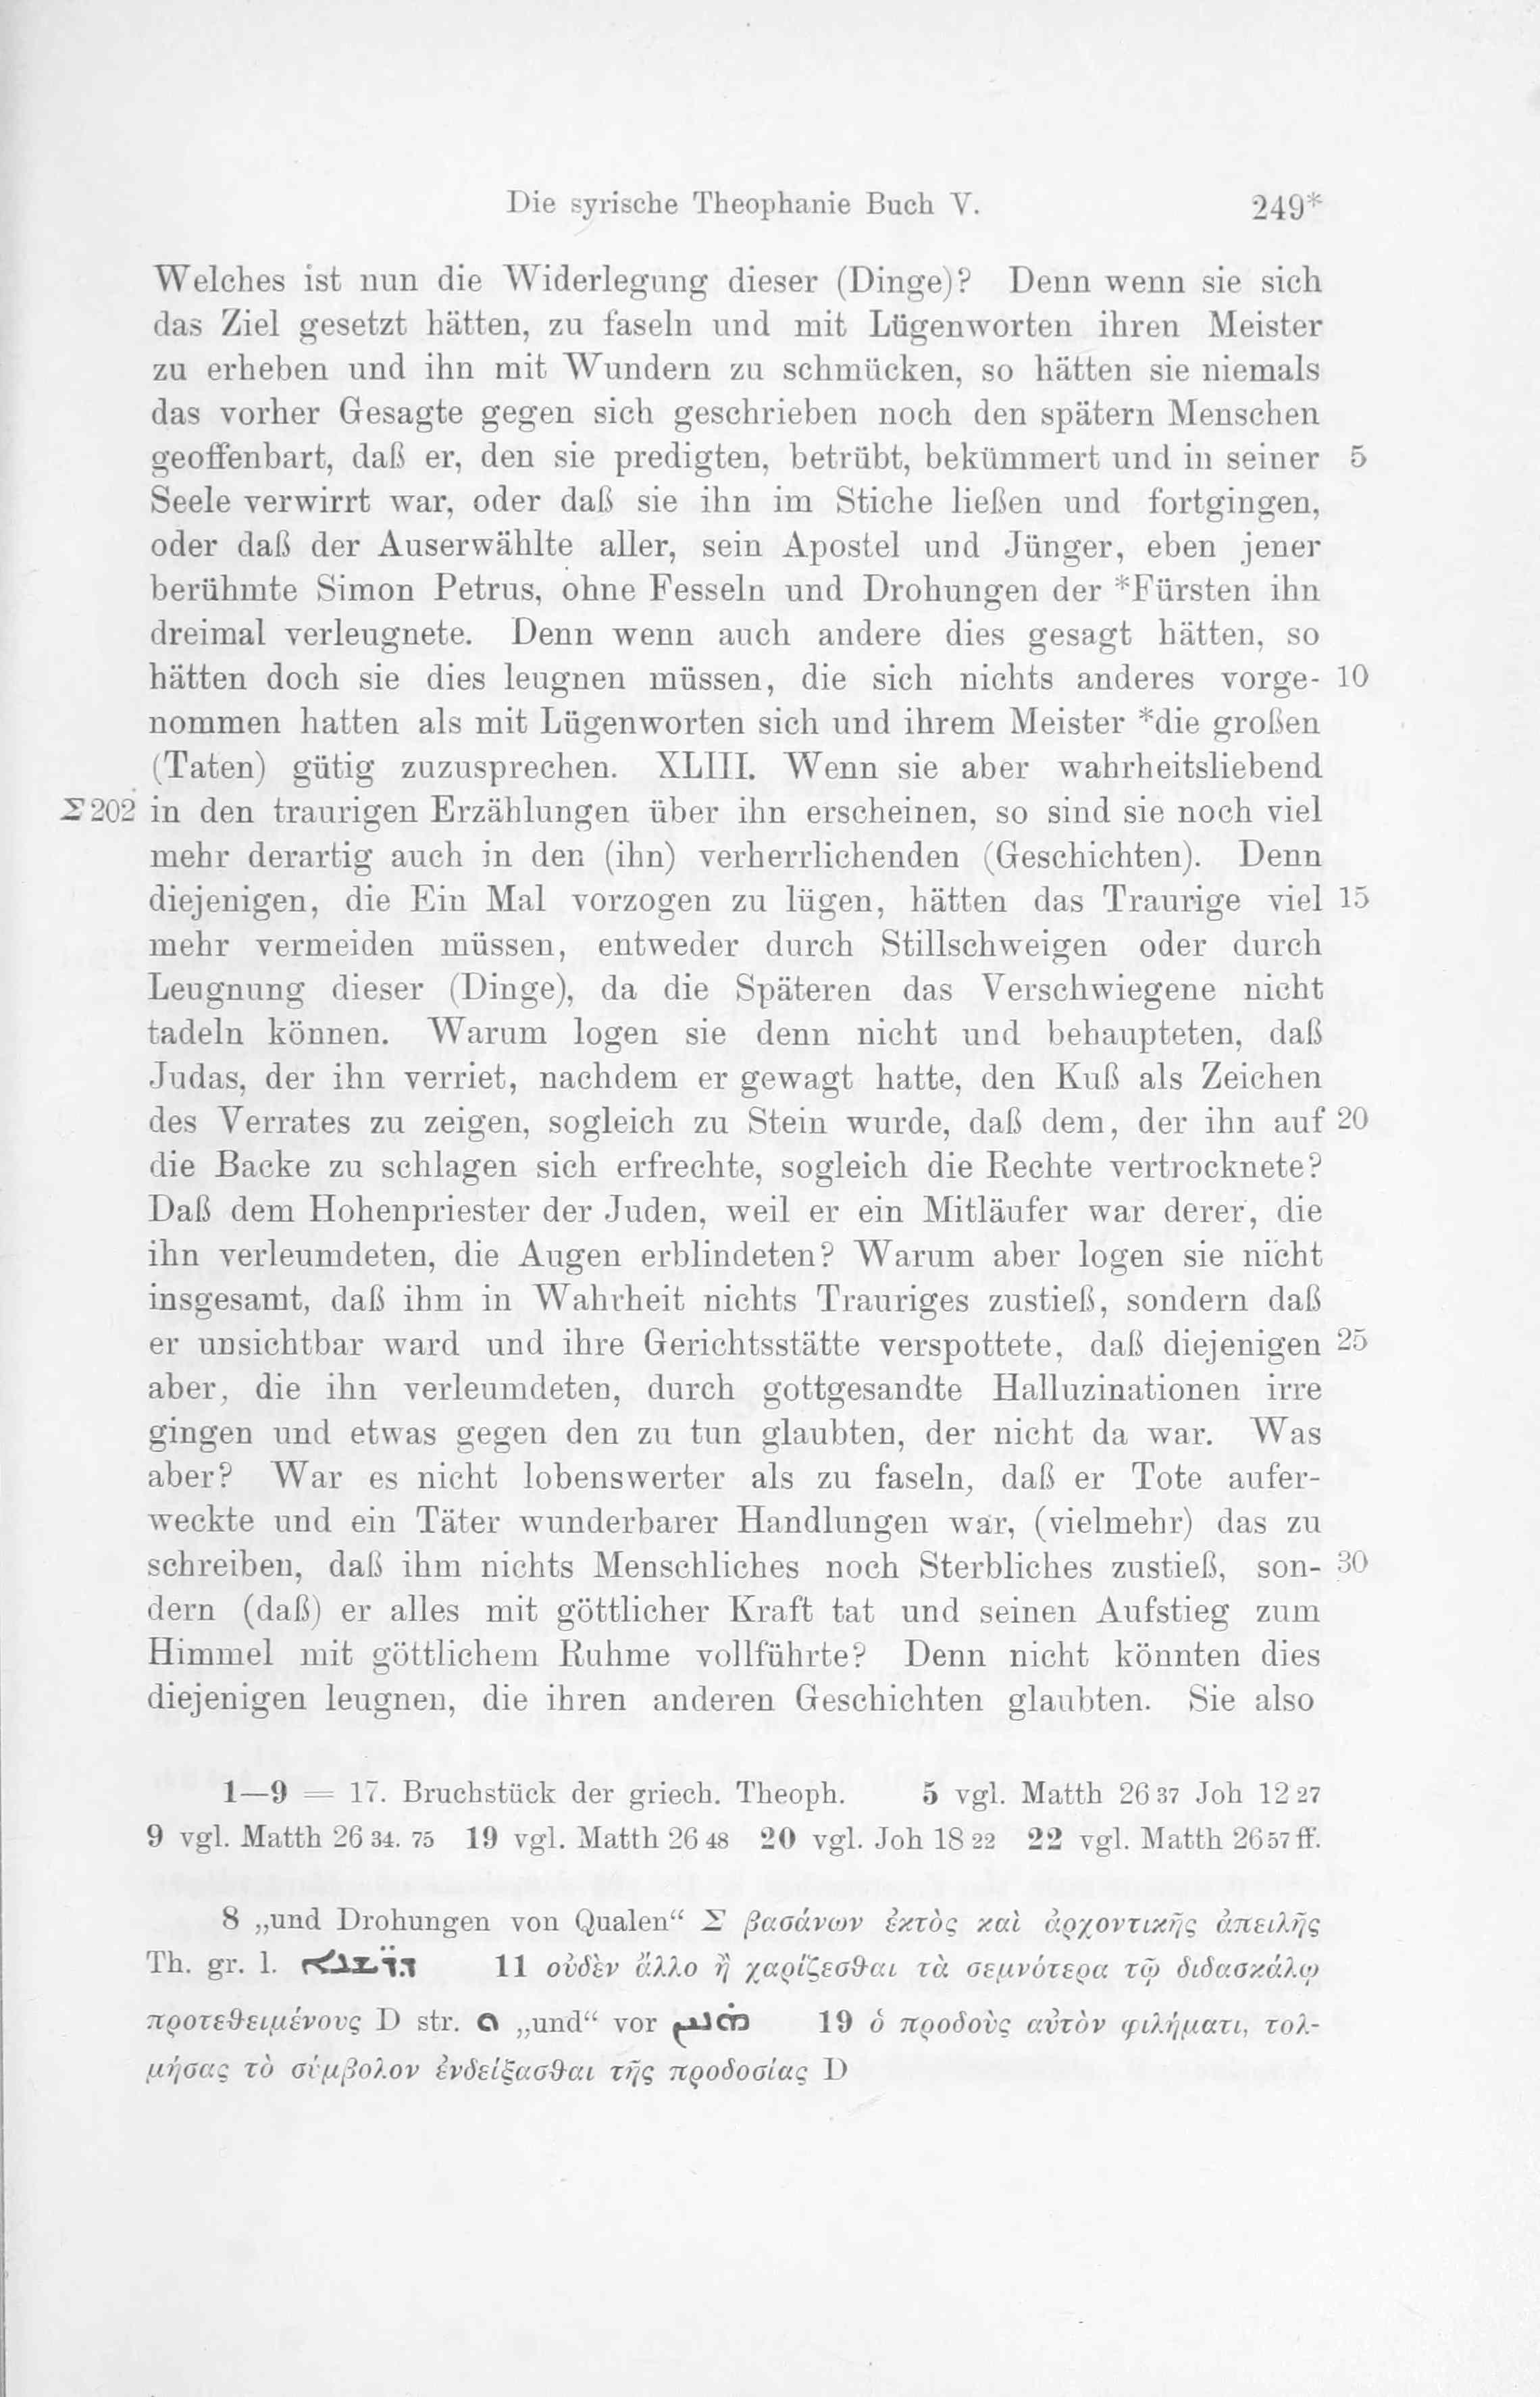 Die syrische Theophanie Buch V. 249*
Welches ist nun die Widerlegung dieser (Dinge)? Denn wenn sie sich
das Ziel gesetzt hätten, zu faseln und mit Lügenworten ihren Meister
zu erheben und ihn mit Wundern zu schmücken, so hätten sie niemals
das vorher Gesagte gegen sich geschrieben noch den spätern Menschen
geoffenbart, daß er, den sie predigten, betrübt, bekümmert und in seiner 5
Seele verwirrt war, oder daß sie ihn im Stiche ließen und fortgingen,
oder daß der Auserwählte aller, sein Apostel und Jünger, eben jener
berühmte Simon Petrus, ohne Fesseln und Drohungen der *Fürsten ihn
dreimal verleugnete. Denn wenn auch andere dies gesagt hätten, so
hätten doch sie dies leugnen müssen, die sich nichts anderes vorge- 10
nommen hatten als mit Lügenworten sich und ihrem Meister *die großen
(Taten) gütig zuzusprechen. XLIII. Wenn sie aber wahrheitsliebend
Σ 202 in den traurigen Erzählungen über ihn erscheinen, so sind sie noch viel
mehr derartig auch in den (ihn) verherrlichenden (Geschichten). Denn
diejenigen, die Ein Mal vorzogen zu lügen, hätten das Traurige viel 15
mehr vermeiden müssen, entweder durch Stillschweigen oder durch
Leugnung dieser (Dinge), da die Späteren das Verschwiegene nicht
tadeln können. Warum logen sie denn nicht und behaupteten, daß
Judas, der ihn verriet, nachdem er gewagt hatte, den Kuß als Zeichen
des Verrates zu zeigen, sogleich zu Stein wurde, daß dem, der ihn auf 20
die Backe zu schlagen sich erfrechte, sogleich die Rechte vertrocknete?
Daß dem Hohenpriester der Juden, weil er ein Mitläufer war derer, die
ihn verleumdeten, die Augen erblindeten? Warum aber logen sie nicht
insgesamt, daß ihm in Wahrheit nichts Trauriges zustieß, sondern daß
er unsichtbar ward und ihre Gerichtsstätte verspottete, daß diejenigen 25
aber, die ihn verleumdeten, durch gottgesandte Halluzinationen irre
gingen und etwas gegen den zu tun glaubten, der nicht da war. Was
aber? War es nicht lobenswerter als zu faseln, daß er Tote aufer-
weckte und ein Täter wunderbarer Handlungen war, (vielmehr) das zu
schreiben, daß ihm nichts Menschliches noch Sterbliches zustieß, son- 30
dern (daß) er alles mit göttlicher Kraft tat und seinen Aufstieg zum
Himmel mit göttlichem Ruhme vollführte? Denn nicht könnten dies
diejenigen leugnen, die ihren anderen Geschichten glaubten. Sie also
1—9 = 17. Bruchstück der griech. Theoph. 5 vgl. Matth 26 37 Joh 12 27
9 vgl. Matth 26 34. 75 19 vgl. Matth 26 48 20 vgl. Joh 18 22 22 vgl. Matth 26 57 ff.
8 „und Drohungen von Qualen“ Σ βασάνων ἐκτὸς καὶ ἀρχοντικῆς ἀπειλῆς
Th. gr. l. ܕܪ̈ܫܢܐ 11 οὐδὲν ἄλλο ἢ χαρίζεσθαι τὰ σεμνότερα τῷ διδασκάλῳ
προτεθειμένους D str. ܘ „und“ vor 19 ὁ προδοὺς αὐτὸν φιλήματι, τολ-
μήσας τὸ σύμβολον ἐνδείξασθαι τῆς προδοσίας D